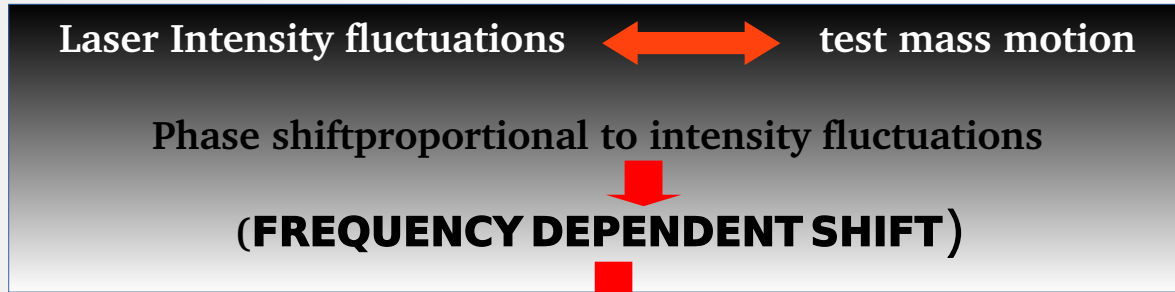 Laser Intensity fluctuations test mass motion
Phase shiftproportional to intensity fluctuations
(FREQUENCY DEPENDENT SHIFT)